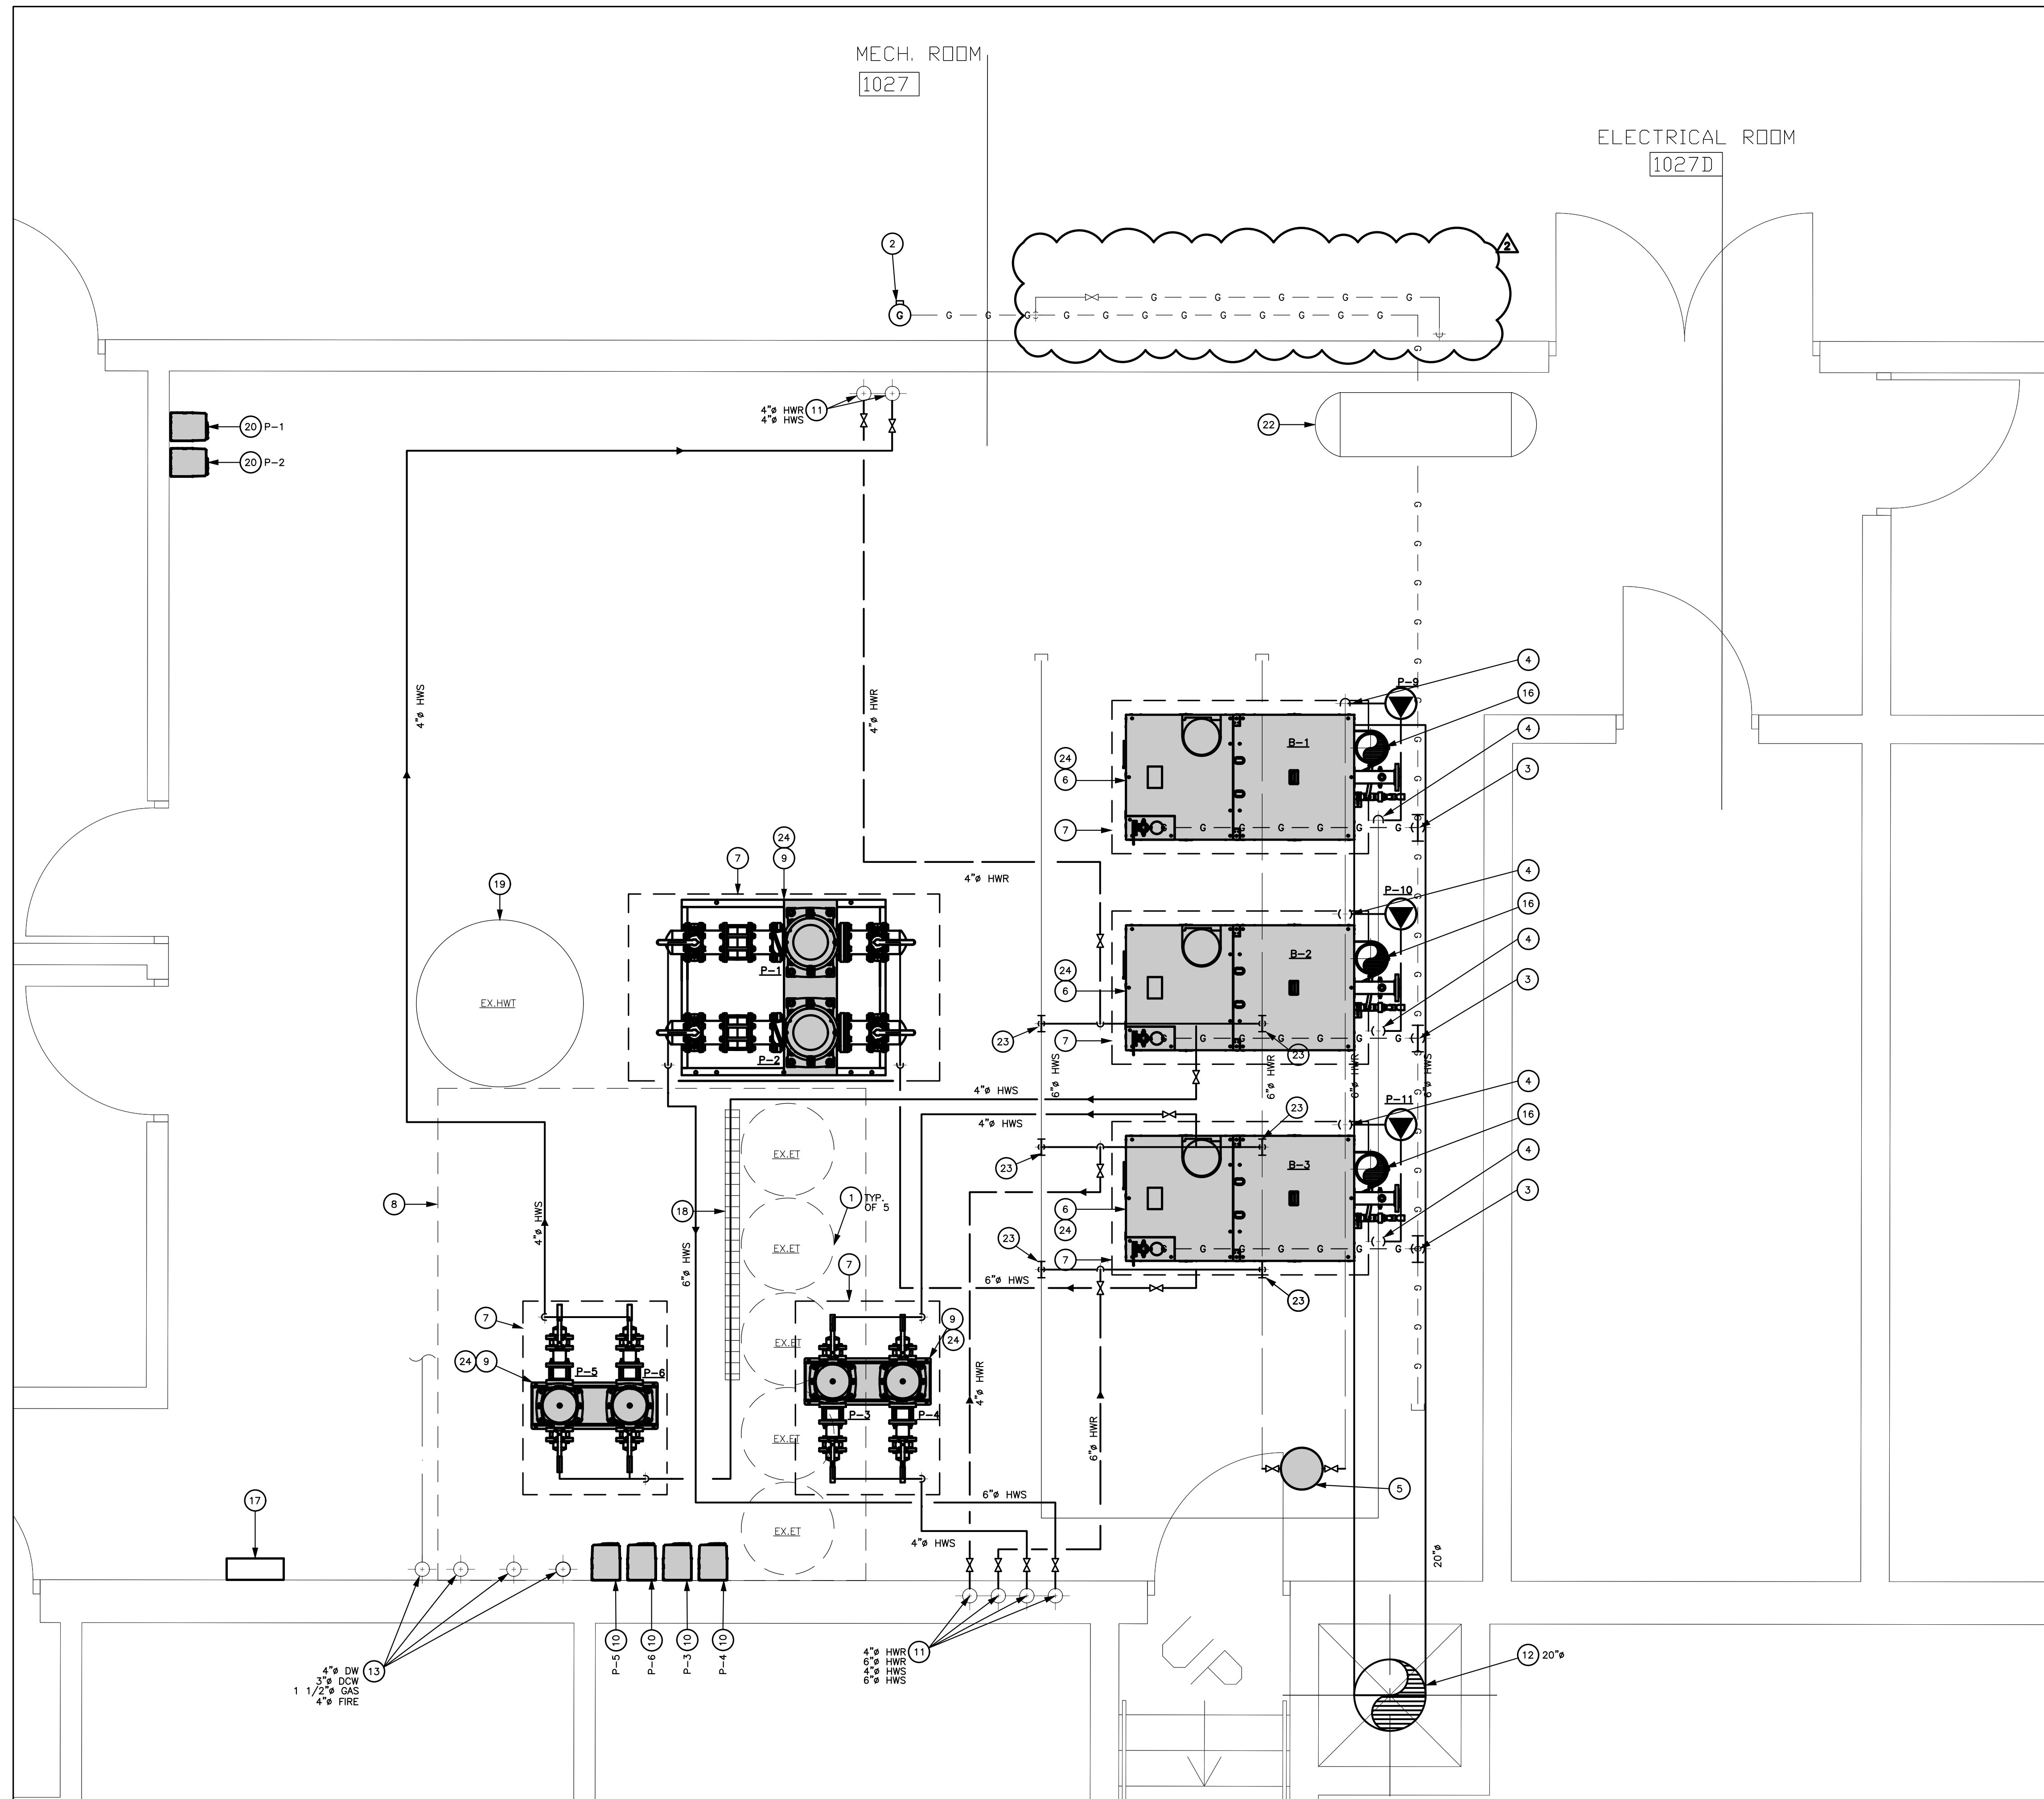 MECH. ROOM
1027
ELECTRICAL ROOM
1027D
2
2
G
G G G G G
G G G G G G G G G G G G
G
4"ø HWR
4"ø HWS
11
20 P-1
20 P-2
22
G
G
G
G
G
4"ø HWS
4"ø HWR
P-9
4
16
4
3
B-1
24
6
7
G G G G G G G
G
G
G
G
24
9
7
4"ø HWR
19
EX.HWT
P-1
P-2
P-10
4
16
4
3
B-2
24
6
7
G G G G G G G
G
G
G
G
23
23
6"ø HWS
6"ø HWR
6"ø HWR
6"ø HWS
4"ø HWS
4"ø HWS
P-11
4
16
4
3
B-3
23
23
6
24
7
G G G G G G G
G
G
G
G
G
G
8
18
EX.ET
1 TYP.
OF 5
EX.ET
EX.ET
EX.ET
EX.ET
4"ø HWS
6"ø HWS
7
23
23
6"ø HWS
7
24 9
P-5
P-6
9
24
P-3
P-4
4"ø HWR
6"ø HWR
5
6"ø HWS
4"ø HWS
20"ø
17
4"ø DW
3"ø DCW
1 1/2"ø GAS
4"ø FIRE
13
P-5 10
P-6 10
P-3 10
P-4 10
4"ø HWR
6"ø HWR
4"ø HWS
6"ø HWS
11
UP
12 20"ø